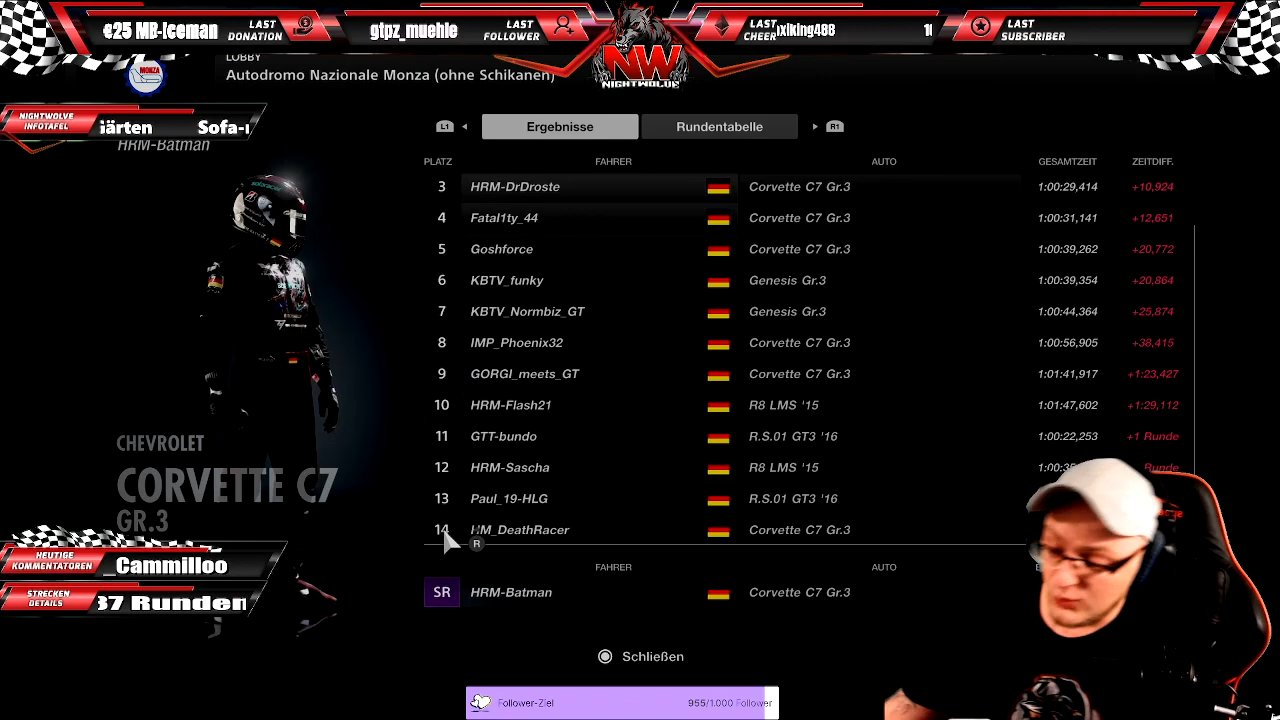 €25 MB-Iceman LAST DONATION
gtpz_muehle LAST FOLLOWER
NW
NIGHTWOLVE
LAST CHEER ixiking408
LAST SUBSCRIBER
LOBBY
Autodromo Nazionale Monza (ohne Schikanen)
MONZA
NIGHTWOLVE INFOTAFEL
HRM-Batman
L1 Ergebnisse Rundentabelle R1
PLATZ FAHRER AUTO GESAMTZEIT ZEITDIFF.
3 HRM-DrDroste Corvette C7 Gr.3 1:00:29,414 +10,924
4 Fatal1ty_44 Corvette C7 Gr.3 1:00:31,141 +12,651
5 Goshforce Corvette C7 Gr.3 1:00:39,262 +20,772
6 KBTV_funky Genesis Gr.3 1:00:39,354 +20,864
7 KBTV_Normbiz_GT Genesis Gr.3 1:00:44,364 +25,874
8 IMP_Phoenix32 Corvette C7 Gr.3 1:00:56,905 +38,415
9 GORGI_meets_GT Corvette C7 Gr.3 1:01:41,917 +1:23,427
10 HRM-Flash21 R8 LMS '15 1:01:47,602 +1:29,112
11 GTT-bundo R.S.01 GT3 '16 1:00:22,253 +1 Runde
12 HRM-Sascha R8 LMS '15 Runde
13 Paul_19-HLG R.S.01 GT3 '16
14 HM_DeathRacer Corvette C7 Gr.3
R
FAHRER AUTO
SR HRM-Batman Corvette C7 Gr.3
CHEVROLET
CORVETTE C7
GR.3
HEUTIGE KOMMENTATOREN _Cammilloo
STRECKEN DETAILS 37 Runden
Schließen
Follower-Ziel 955/1.000 Follower